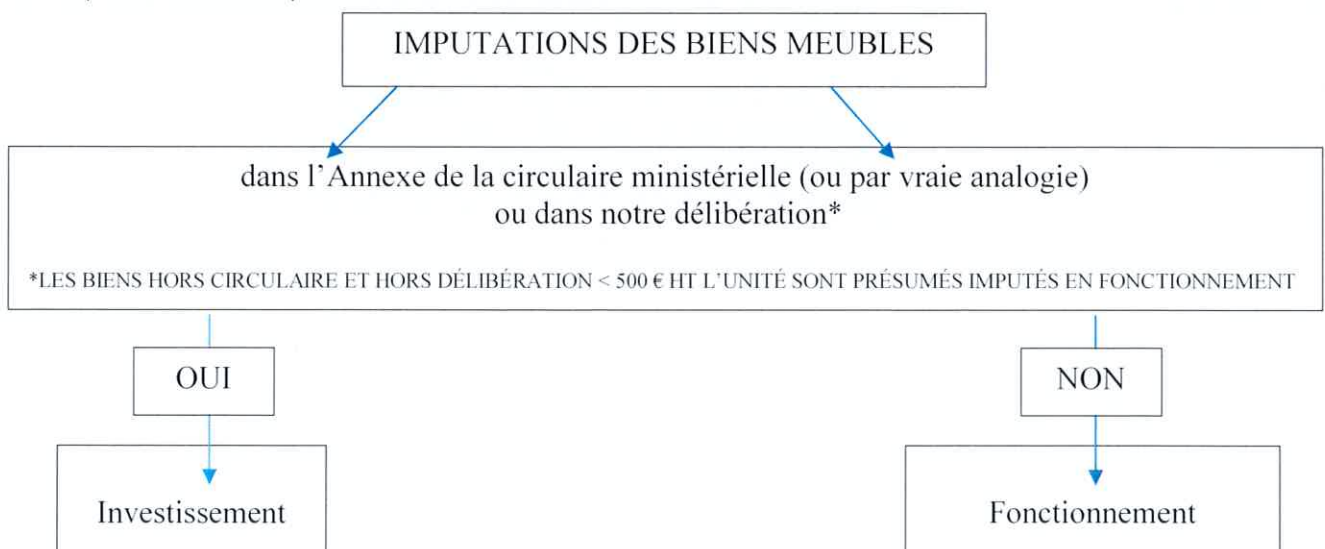 IMPUTATIONS DES BIENS MEUBLES
dans l'Annexe de la circulaire ministérielle (ou par vraie analogie)
ou dans notre délibération*
*LES BIENS HORS CIRCULAIRE ET HORS DÉLIBÉRATION < 500 € HT L'UNITÉ SONT PRÉSUMÉS IMPUTÉS EN FONCTIONNEMENT
OUI
NON
Investissement
Fonctionnement